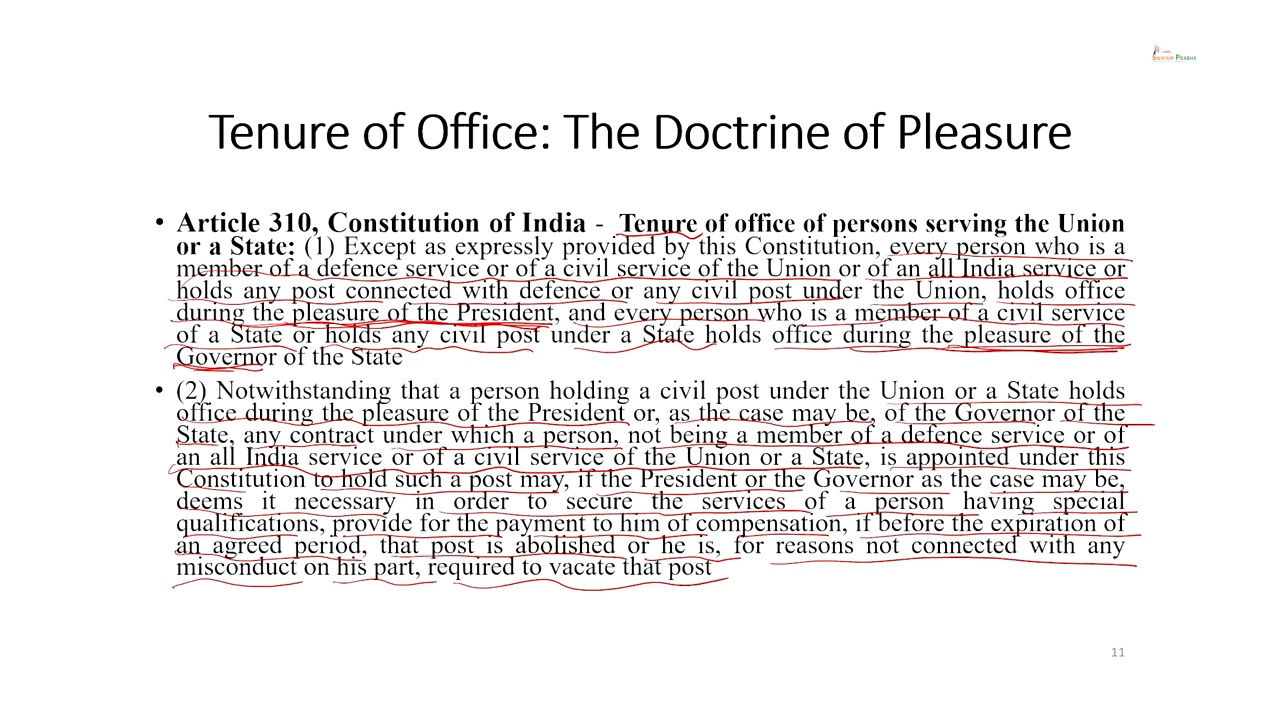 SWAYAM PRABHA
Tenure of Office: The Doctrine of Pleasure
• Article 310, Constitution of India - Tenure of office of persons serving the Union
or a State: (1) Except as expressly provided by this Constitution, every person who is a
member of a defence service or of a civil service of the Union or of an all India service or
holds any post connected with defence or any civil post under the Union, holds office
during the pleasure of the President, and every person who is a member of a civil service
of a State or holds any civil post under a State holds office during the pleasure of the
Governor of the State
• (2) Notwithstanding that a person holding a civil post under the Union or a State holds
office during the pleasure of the President or, as the case may be, of the Governor of the
State, any contract under which a person, not being a member of a defence service or of
an all India service or of a civil service of the Union or a State, is appointed under this
Constitution to hold such a post may, if the President or the Governor as the case may be,
deems it necessary in order to secure the services of a person having special
qualifications, provide for the payment to him of compensation, if before the expiration of
an agreed period, that post is abolished or he is, for reasons not connected with any
misconduct on his part, required to vacate that post
11